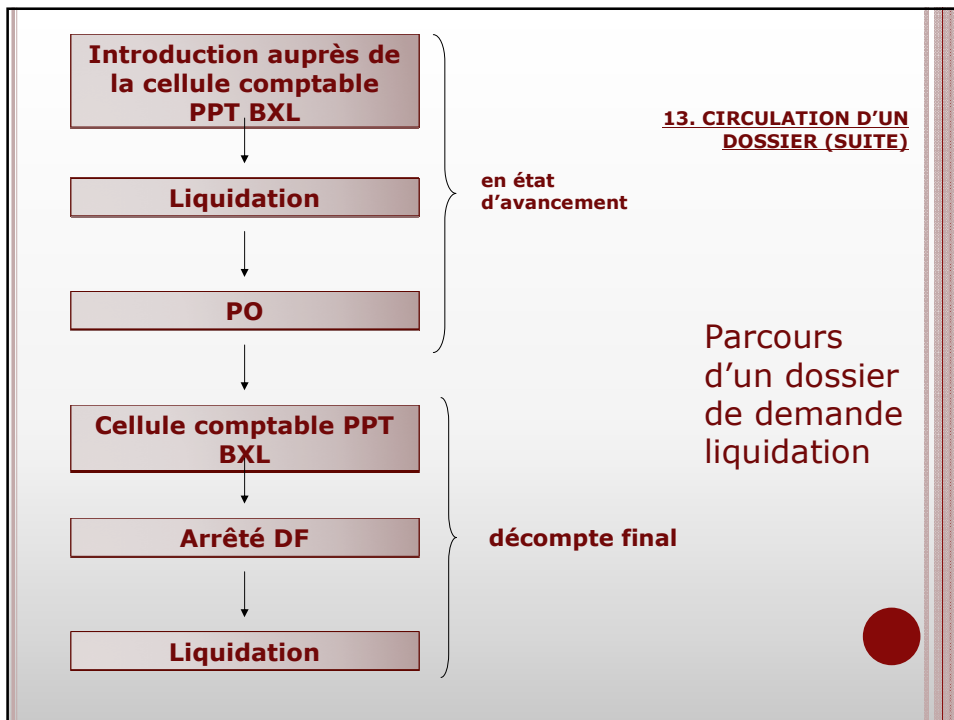 Introduction auprès de
la cellule comptable
PPT BXL
13. CIRCULATION D'UN
DOSSIER (SUITE)
Liquidation
en état
d'avancement
PO
Parcours
d'un dossier
de demande
liquidation
Cellule comptable PPT
BXL
Arrêté DF
décompte final
Liquidation